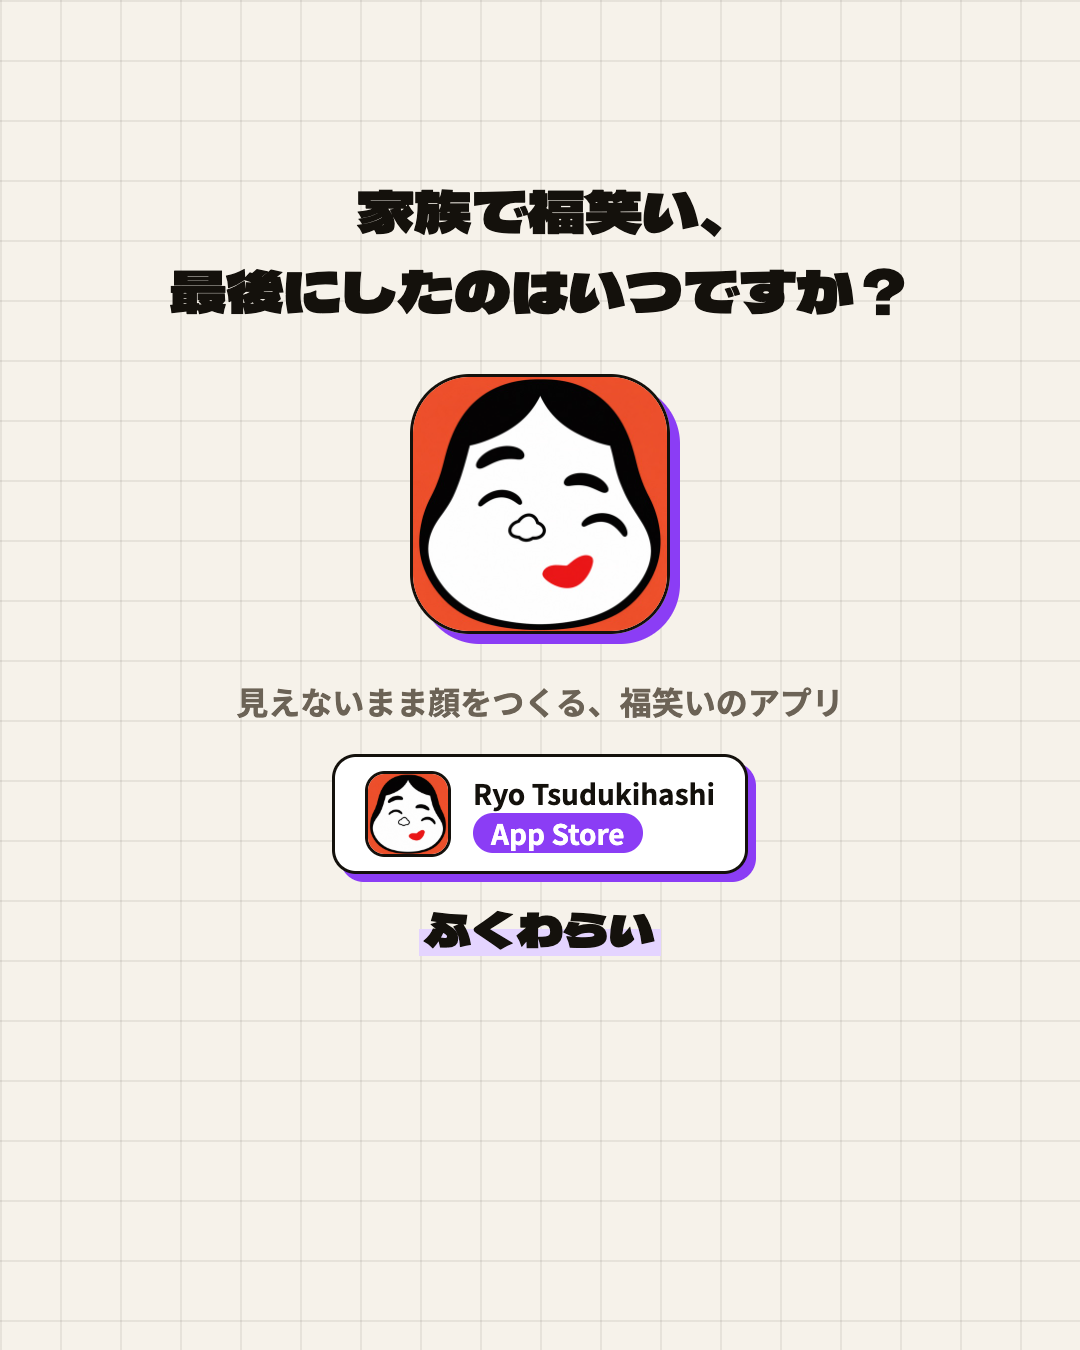 家族で福笑い、
最後にしたのはいつですか？
見えないまま顔をつくる、福笑いのアプリ
Ryo Tsudukihashi
App Store
ふくわらい